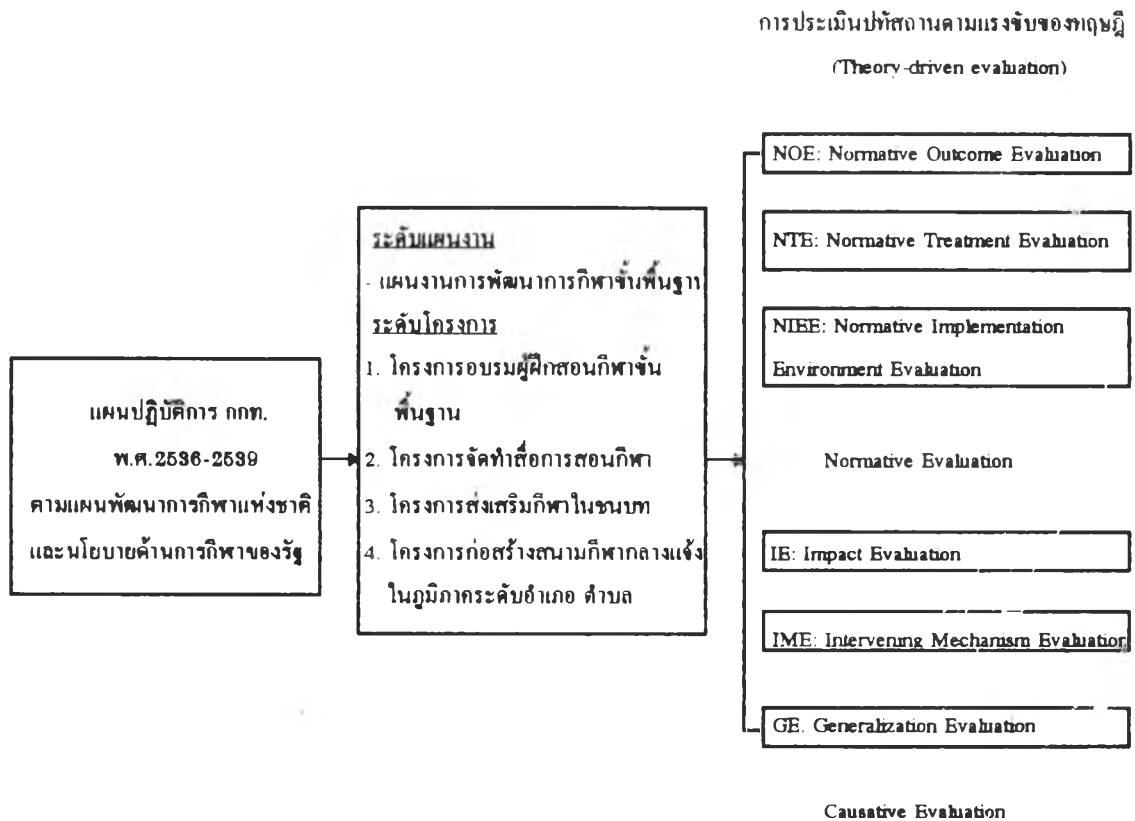 การประเมินปทัสถานตามแรงขับของทฤษฎี
(Theory-driven evaluation)
แผนปฏิบัติการ กกท.
พ.ศ.2536-2539
ตามแผนพัฒนาการกีฬาแห่งชาติ
และนโยบายด้านการกีฬาของรัฐ
ระดับแผนงาน
- แผนงานการพัฒนาการกีฬาขั้นพื้นฐาน
ระดับโครงการ
1. โครงการอบรมผู้ฝึกสอนกีฬาขั้น
พื้นฐาน
2. โครงการจัดทำสื่อการสอนกีฬา
3. โครงการส่งเสริมกีฬาในชนบท
4. โครงการก่อสร้างสนามกีฬากลางแจ้ง
ในภูมิภาคระดับอำเภอ ตำบล
NOE: Normative Outcome Evaluation
NTE: Normative Treatment Evaluation
NIEE: Normative Implementation
Environment Evaluation
Normative Evaluation
IE: Impact Evaluation
IME: Intervening Mechanism Evaluation
GE. Generalization Evaluation
Causative Evaluation